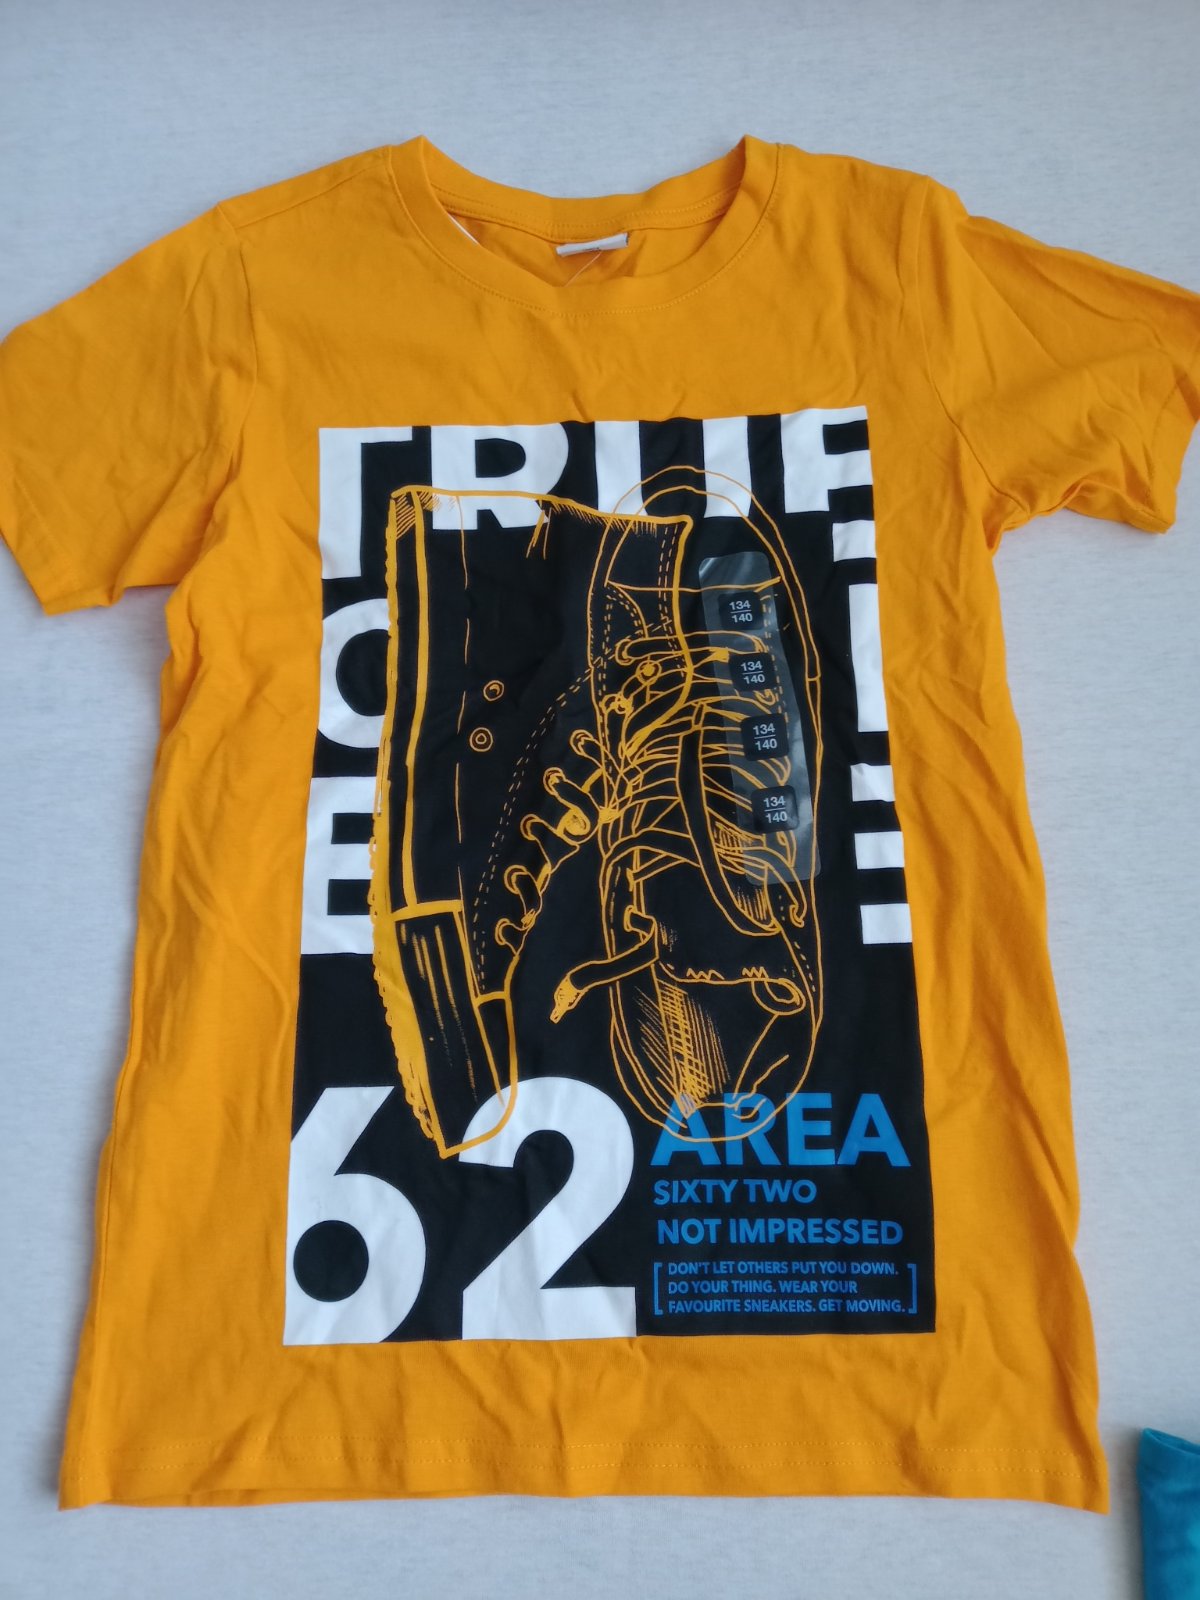 TRUE
134
140
134
140
134
140
134
140
62
AREA
SIXTY TWO
NOT IMPRESSED
[DON'T LET OTHERS PUT YOU DOWN.
DO YOUR THING. WEAR YOUR
FAVOURITE SNEAKERS. GET MOVING.]